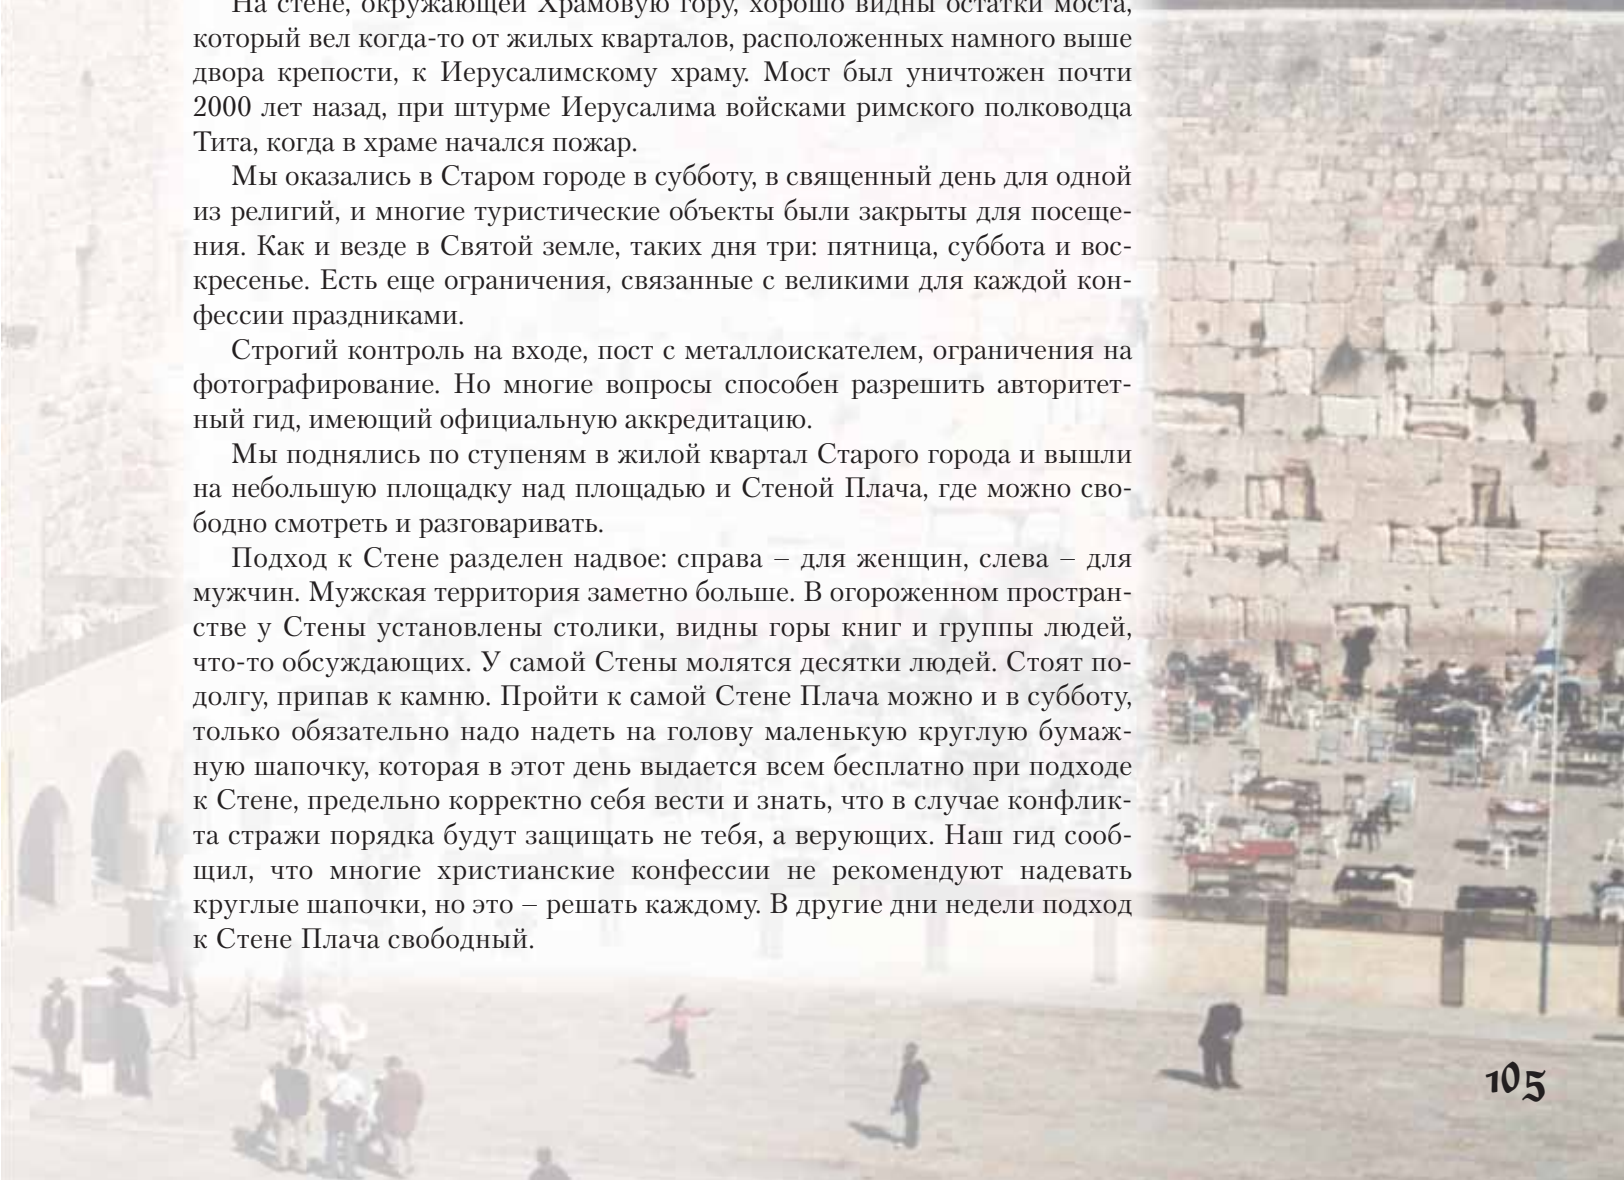 На стене, окружающей Храмовую гору, хорошо видны остатки моста,
который вел когда-то от жилых кварталов, расположенных намного выше
двора крепости, к Иерусалимскому храму. Мост был уничтожен почти
2000 лет назад, при штурме Иерусалима войсками римского полководца
Тита, когда в храме начался пожар.
Мы оказались в Старом городе в субботу, в священный день для одной
из религий, и многие туристические объекты были закрыты для посеще-
ния. Как и везде в Святой земле, таких дня три: пятница, суббота и вос-
кресенье. Есть еще ограничения, связанные с великими для каждой кон-
фессии праздниками.
Строгий контроль на входе, пост с металлоискателем, ограничения на
фотографирование. Но многие вопросы способен разрешить авторитет-
ный гид, имеющий официальную аккредитацию.
Мы поднялись по ступеням в жилой квартал Старого города и вышли
на небольшую площадку над площадью и Стеной Плача, где можно сво-
бодно смотреть и разговаривать.
Подход к Стене разделен надвое: справа – для женщин, слева – для
мужчин. Мужская территория заметно больше. В огороженном простран-
стве у Стены установлены столики, видны горы книг и группы людей,
что-то обсуждающих. У самой Стены молятся десятки людей. Стоят по-
долгу, припав к камню. Пройти к самой Стене Плача можно и в субботу,
только обязательно надо надеть на голову маленькую круглую бумаж-
ную шапочку, которая в этот день выдается всем бесплатно при подходе
к Стене, предельно корректно себя вести и знать, что в случае конфлик-
та стражи порядка будут защищать не тебя, а верующих. Наш гид сооб-
щил, что многие христианские конфессии не рекомендуют надевать
круглые шапочки, но это – решать каждому. В другие дни недели подход
к Стене Плача свободный.
105